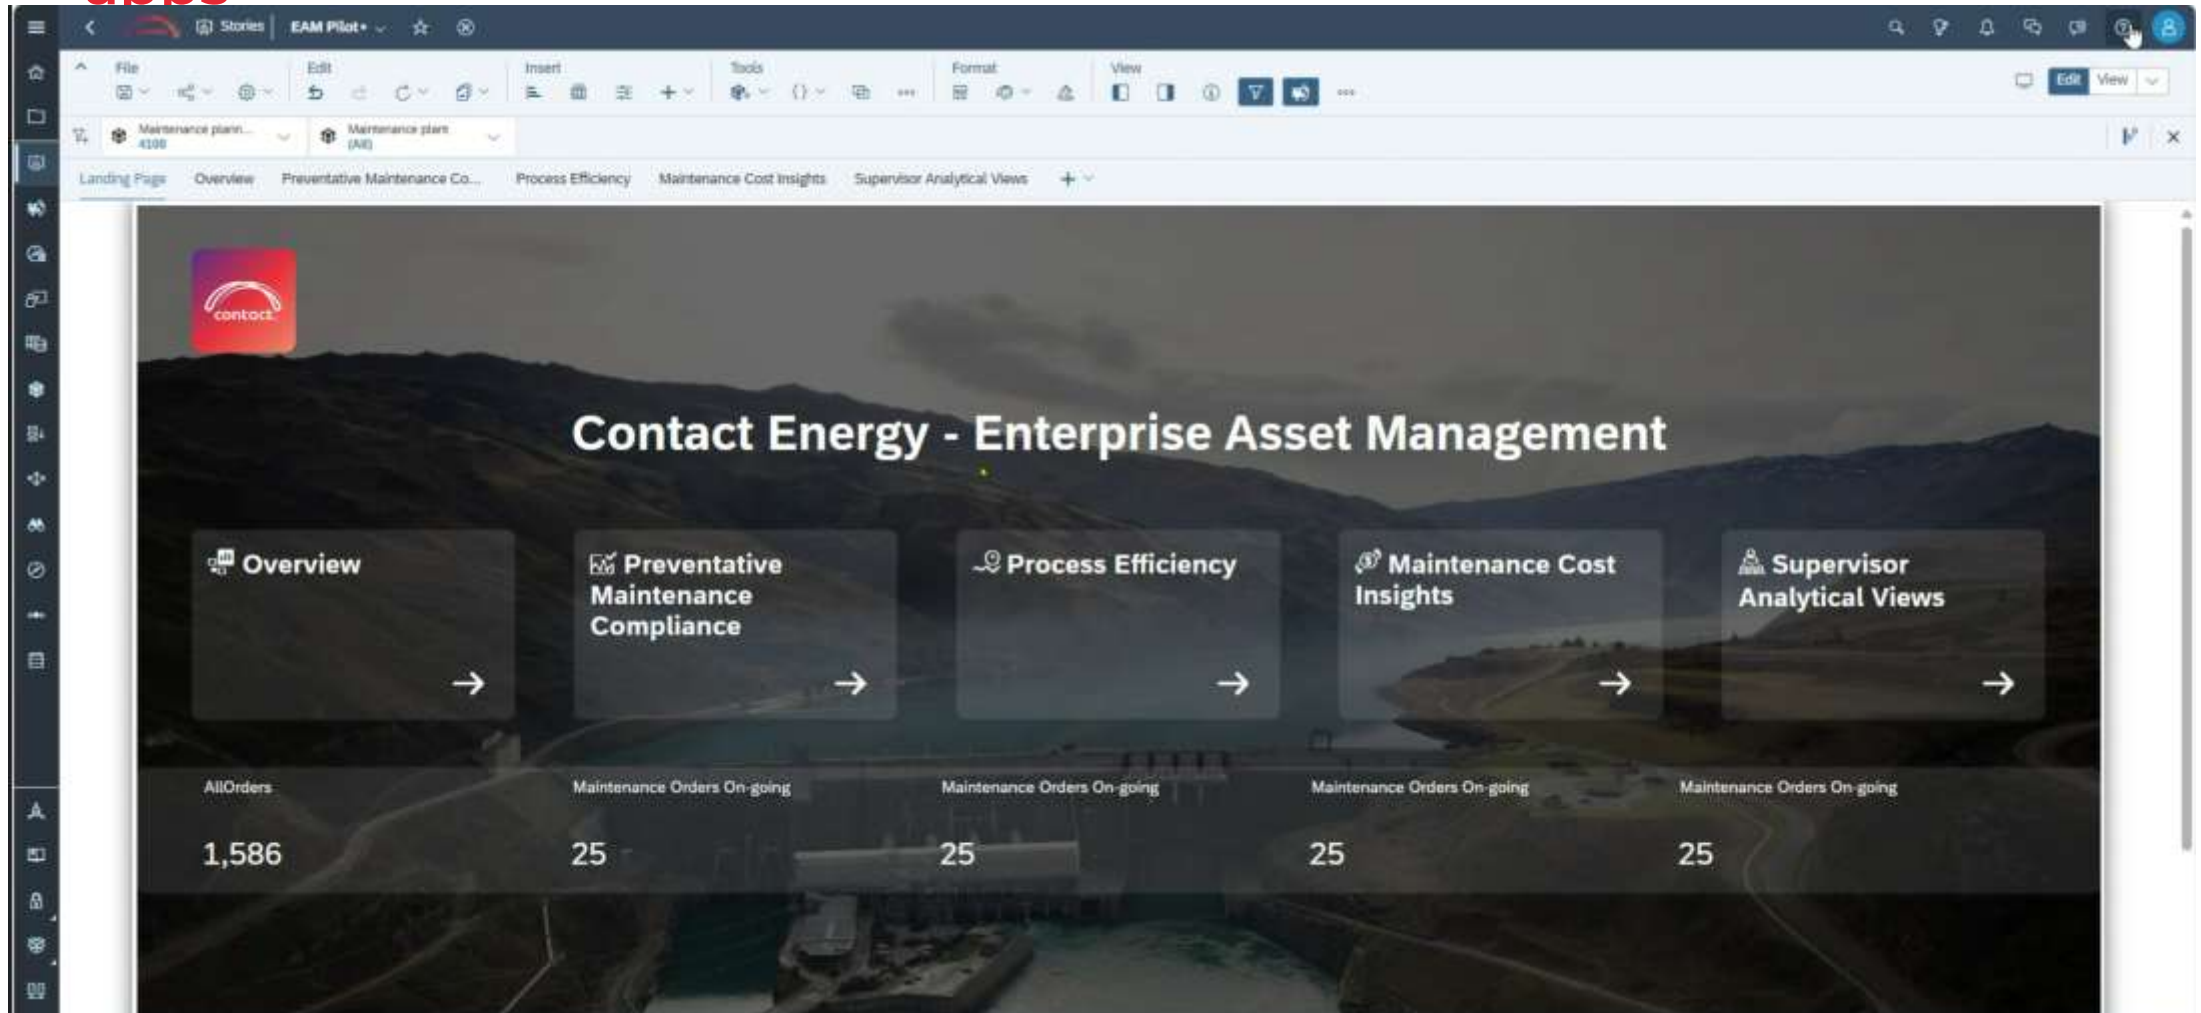 apps
Stories EAM Pilot+
File Edit Insert Tools Format View
Edit View
Maintenance plann... Maintenance plant
4100 (All)
Landing Page Overview Preventative Maintenance Co... Process Efficiency Maintenance Cost Insights Supervisor Analytical Views
contact
Contact Energy - Enterprise Asset Management
Overview
Preventative
Maintenance
Compliance
Process Efficiency
Maintenance Cost
Insights
Supervisor
Analytical Views
AllOrders Maintenance Orders On-going Maintenance Orders On-going Maintenance Orders On-going Maintenance Orders On-going
1,586 25 25 25 25